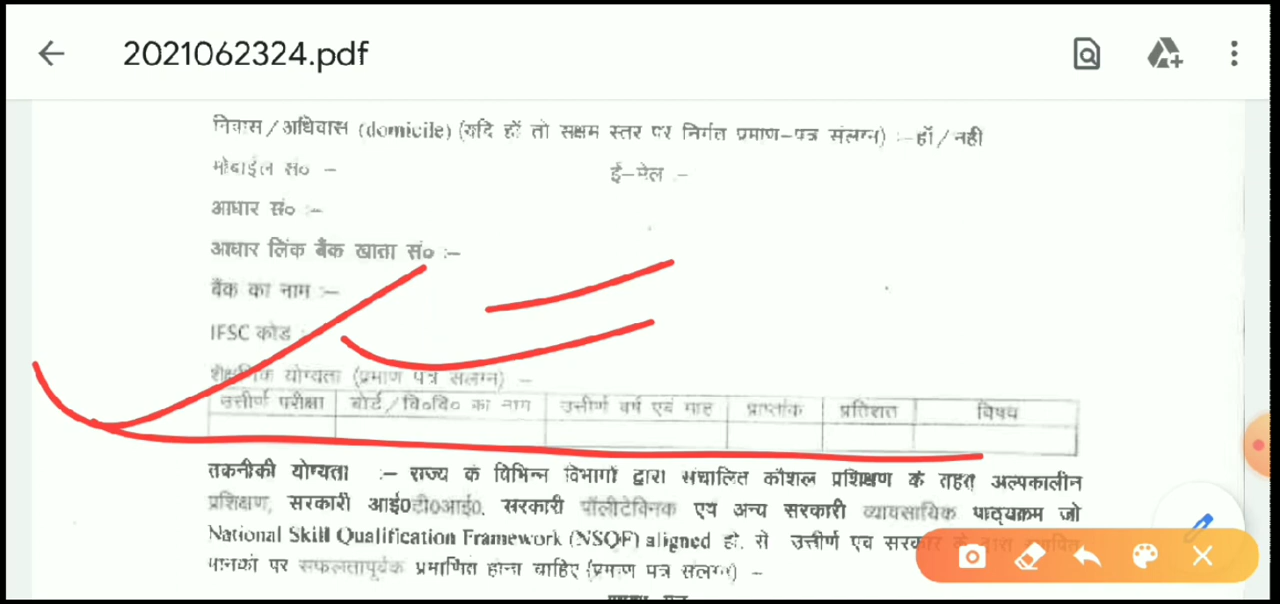 2021062324.pdf
निवास/अधिवास (domicile) (यदि हों तो सक्षम स्तर पर निर्गत प्रमाण-पत्र संलग्न) :-हॉ/नही
मोबाईल सं० - ई-मेल :-
आधार सं० :-
आधार लिंक बैंक खाता सं० :-
बैंक का नाम :-
IFSC कोड :
शैक्षणिक योग्यता (प्रमाण पत्र संलग्न) -
उत्तीर्ण परीक्षा बोर्ट/वि०वि० का नाम उत्तीर्ण वर्ष एवं माह प्राप्तांक प्रतिशत विषय
तकनीकी योग्यता :- राज्य के विभिन्न विभागों द्वारा संचालित कौशल प्रशिक्षण के तहत अल्पकालीन
प्रशिक्षण, सरकारी आई०टी०आई०, सरकारी पॉलीटेक्निक एवं अन्य सरकारी व्यावसायिक पाठ्यक्रम जो
National Skill Qualification Framework (NSQF) aligned हो, से उत्तीर्ण एवं सरकार के द्वारा
मानकों पर सफलतापूर्वक प्रमाणित होना चाहिए (प्रमाण पत्र संलग्न) -